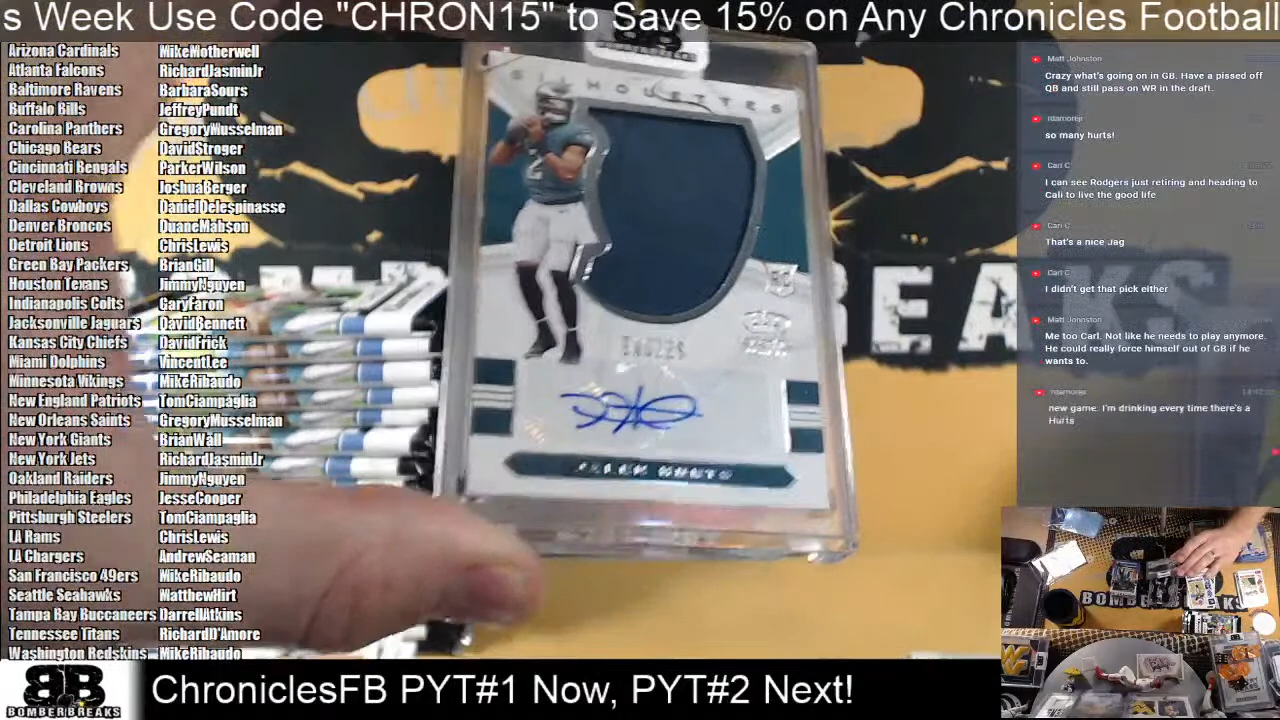 s Week Use Code "CHRON15" to Save 15% on Any Chronicles Football
Arizona Cardinals MikeMotherwell
Atlanta Falcons RichardJasminJr
Baltimore Ravens BarbaraSours
Buffalo Bills JeffreyPundt
Carolina Panthers GregoryMusselman
Chicago Bears DavidStroger
Cincinnati Bengals ParkerWilson
Cleveland Browns JoshuaBerger
Dallas Cowboys DanielDelespinasse
Denver Broncos DuaneMabson
Detroit Lions ChrisLewis
Green Bay Packers BrianGill
Houston Texans JimmyNguyen
Indianapolis Colts GaryFaron
Jacksonville Jaguars DavidBennett
Kansas City Chiefs DavidFrick
Miami Dolphins VincentLee
Minnesota Vikings MikeRibaudo
New England Patriots TomCiampaglia
New Orleans Saints GregoryMusselman
New York Giants BrianWall
New York Jets RichardJasminJr
Oakland Raiders JimmyNguyen
Philadelphia Eagles JesseCooper
Pittsburgh Steelers TomCiampaglia
LA Rams ChrisLewis
LA Chargers AndrewSeaman
San Francisco 49ers MikeRibaudo
Seattle Seahawks MatthewHirt
Tampa Bay Buccaneers DarrellAtkins
Tennessee Titans RichardD'Amore
Washington Redskins MikeRibaudo
BOMBERBREAKS
SILHOUETTES
2
JALEN HURTS
BREAKS
Matt Johnston
Crazy what's going on in GB. Have a pissed off
QB and still pass on WR in the draft.
rdamorejr
so many hurts!
Carl C
I can see Rodgers just retiring and heading to
Cali to live the good life
Carl C
That's a nice Jag
Carl C
I didn't get that pick either
Matt Johnston
Me too Carl. Not like he needs to play anymore.
He could really force himself out of GB if he
wants to.
rdamorejr
new game. I'm drinking every time there's a
Hurts
BOMBERBREAKS
BB
BOMBERBREAKS
ChroniclesFB PYT#1 Now, PYT#2 Next!